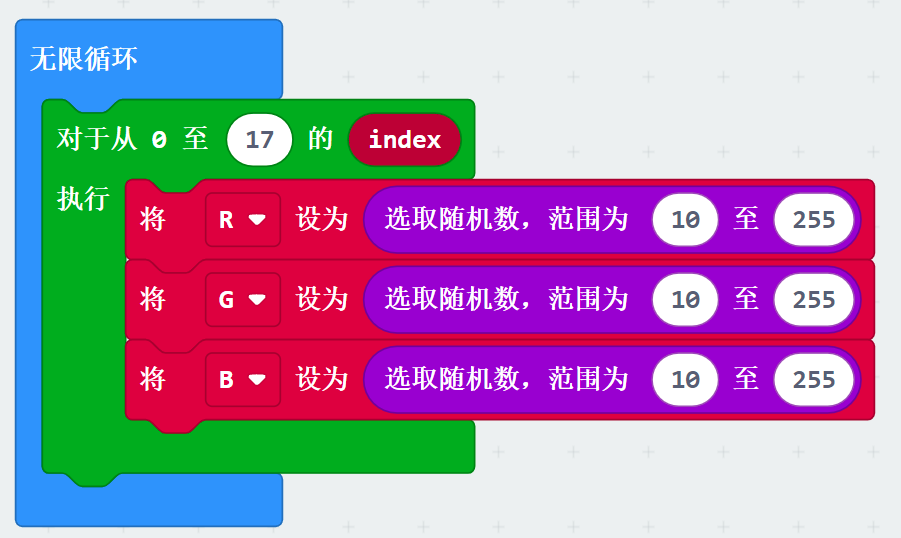 无限循环
对于从 0 至 17 的 index
执行
将 R 设为 选取随机数，范围为 10 至 255
将 G 设为 选取随机数，范围为 10 至 255
将 B 设为 选取随机数，范围为 10 至 255